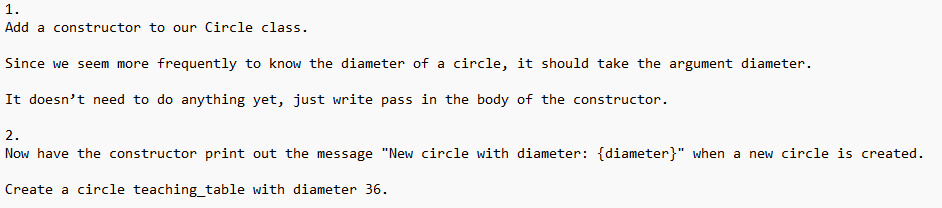 1.
Add a constructor to our Circle class.
Since we seem more frequently to know the diameter of a circle, it should take the argument diameter.
It doesn’t need to do anything yet, just write pass in the body of the constructor.
2.
Now have the constructor print out the message "New circle with diameter: {diameter}" when a new circle is created.
Create a circle teaching_table with diameter 36.